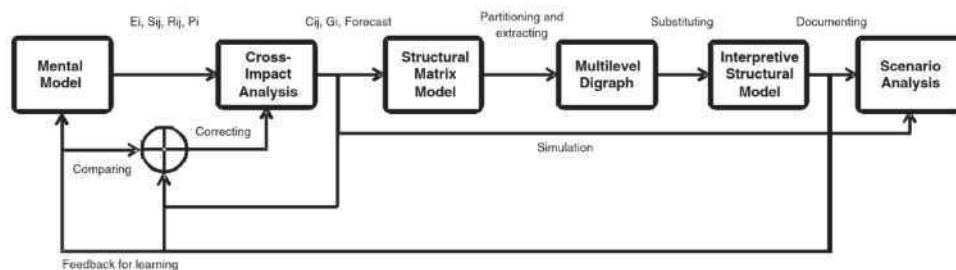 Ei, Sij, Rij, Pi
Cij, Gi, Forecast
Partitioning and
extracting
Substituting
Documenting
Mental
Model
Cross-
Impact
Analysis
Structural
Matrix
Model
Multilevel
Digraph
Interpretive
Structural
Model
Scenario
Analysis
Correcting
Comparing
Simulation
Feedback for learning